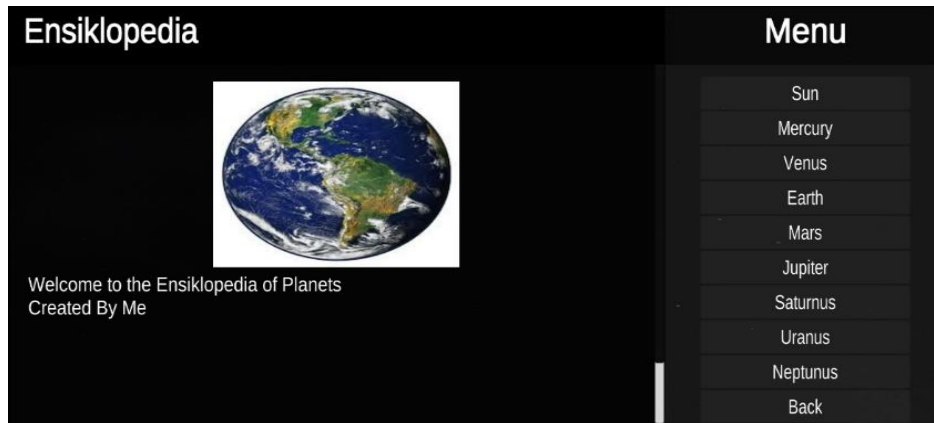 Ensiklopedia
Welcome to the Ensiklopedia of Planets
Created By Me
Menu
Sun
Mercury
Venus
Earth
Mars
Jupiter
Saturnus
Uranus
Neptunus
Back